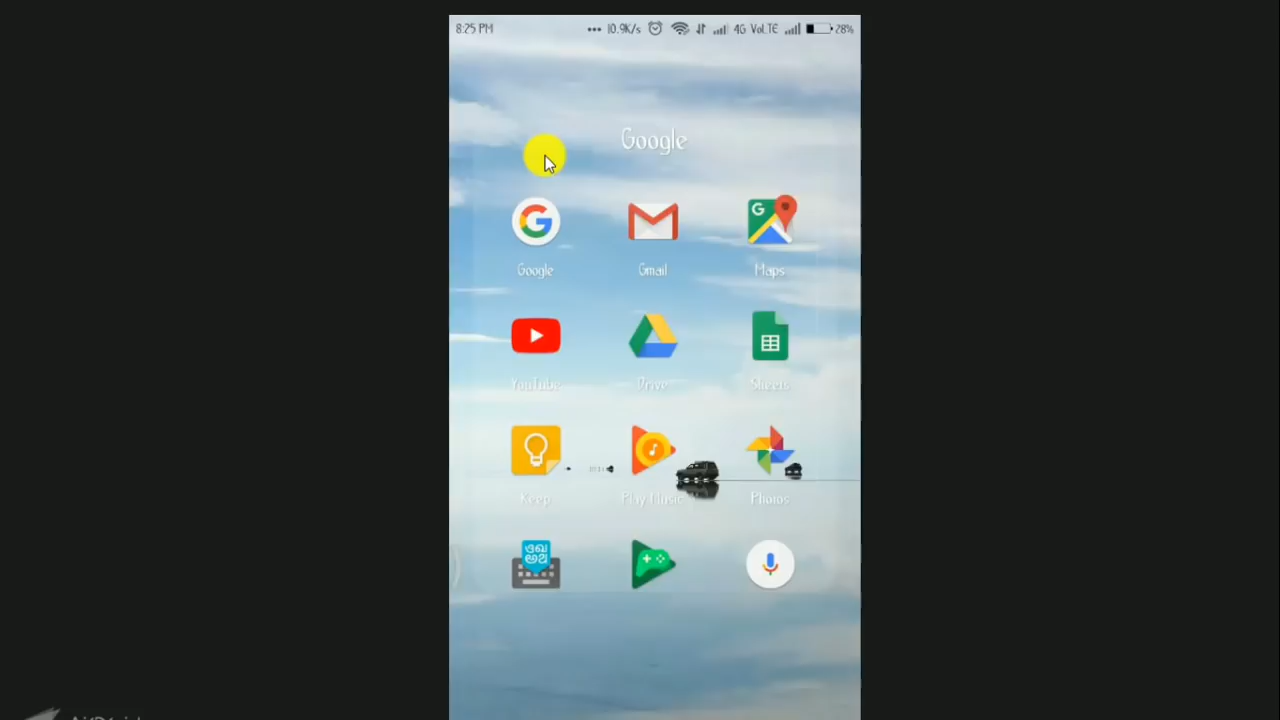 8:25 PM ••• 10.9K/s 4G VoLTE 28%
Google
G
Google Gmail Maps
YouTube Drive Sheets
Keep Play Music Photos